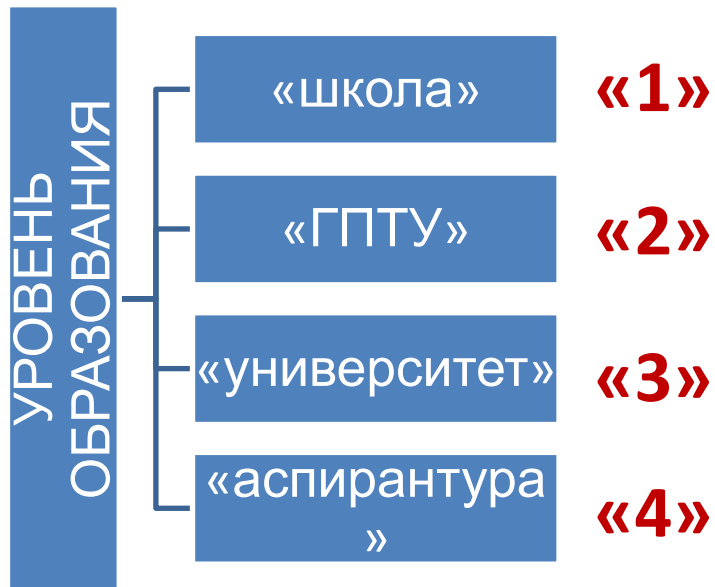 УРОВЕНЬ
ОБРАЗОВАНИЯ
«школа»
«1»
«ГПТУ»
«2»
«университет»
«3»
«аспирантура
»
«4»